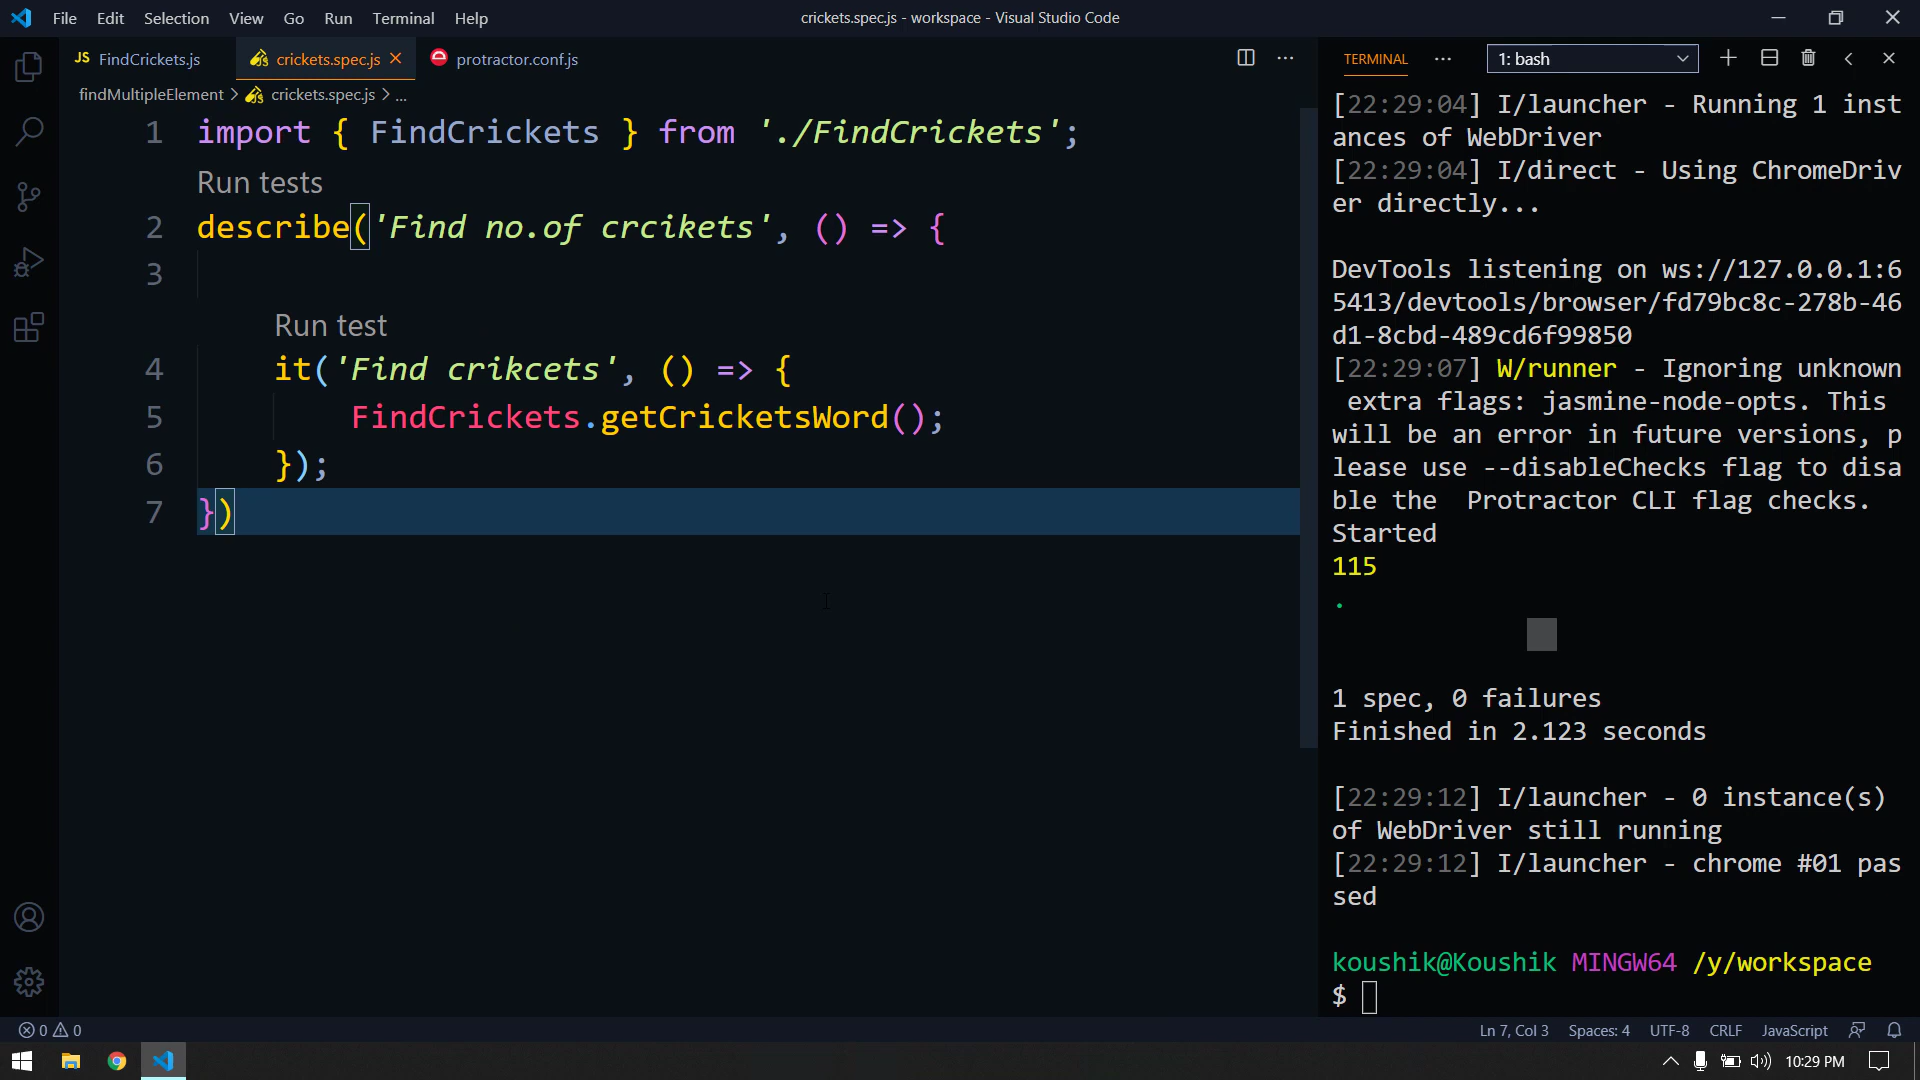 File Edit Selection View Go Run Terminal Help
crickets.spec.js - workspace - Visual Studio Code
JS FindCrickets.js
crickets.spec.js
protractor.conf.js
findMultipleElement > crickets.spec.js > ...
1 import { FindCrickets } from './FindCrickets';
Run tests
2 describe('Find no.of crcikets', () => {
3
Run test
4 it('Find crikcets', () => {
5 FindCrickets.getCricketsWord();
6 });
7 })
TERMINAL
1: bash
[22:29:04] I/launcher - Running 1 inst
ances of WebDriver
[22:29:04] I/direct - Using ChromeDriv
er directly...
DevTools listening on ws://127.0.0.1:6
5413/devtools/browser/fd79bc8c-278b-46
d1-8cbd-489cd6f99850
[22:29:07] W/runner - Ignoring unknown
extra flags: jasmine-node-opts. This
will be an error in future versions, p
lease use --disableChecks flag to disa
ble the  Protractor CLI flag checks.
Started
115
.
1 spec, 0 failures
Finished in 2.123 seconds
[22:29:12] I/launcher - 0 instance(s)
of WebDriver still running
[22:29:12] I/launcher - chrome #01 pas
sed
koushik@Koushik MINGW64 /y/workspace
$
0 0
Ln 7, Col 3 Spaces: 4 UTF-8 CRLF JavaScript
10:29 PM